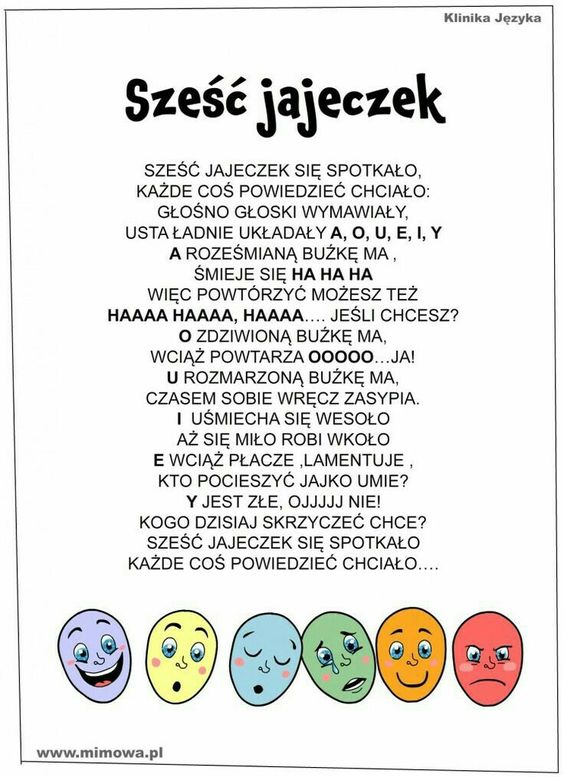 Klinika Języka
Sześć jajeczek
SZEŚĆ JAJECZEK SIĘ SPOTKAŁO,
KAŻDE COŚ POWIEDZIEĆ CHCIAŁO:
GŁOŚNO GŁOSKI WYMAWIAŁY,
USTA ŁADNIE UKŁADAŁY A, O, U, E, I, Y
A ROZEŚMIANĄ BUŹKĘ MA ,
ŚMIEJE SIĘ HA HA HA
WIĘC POWTÓRZYĆ MOŻESZ TEŻ
HAAAA HAAAA, HAAAA.... JEŚLI CHCESZ?
O ZDZIWIONĄ BUŹKĘ MA,
WCIĄŻ POWTARZA OOOOO...JA!
U ROZMARZONĄ BUŹKĘ MA,
CZASEM SOBIE WRĘCZ ZASYPIA.
I UŚMIECHA SIĘ WESOŁO
AŻ SIĘ MIŁO ROBI WKOŁO
E WCIĄŻ PŁACZE ,LAMENTUJE ,
KTO POCIESZYĆ JAJKO UMIE?
Y JEST ZŁE, OJJJJJ NIE!
KOGO DZISIAJ SKRZYCZEĆ CHCE?
SZEŚĆ JAJECZEK SIĘ SPOTKAŁO
KAŻDE COŚ POWIEDZIEĆ CHCIAŁO....
www.mimowa.pl